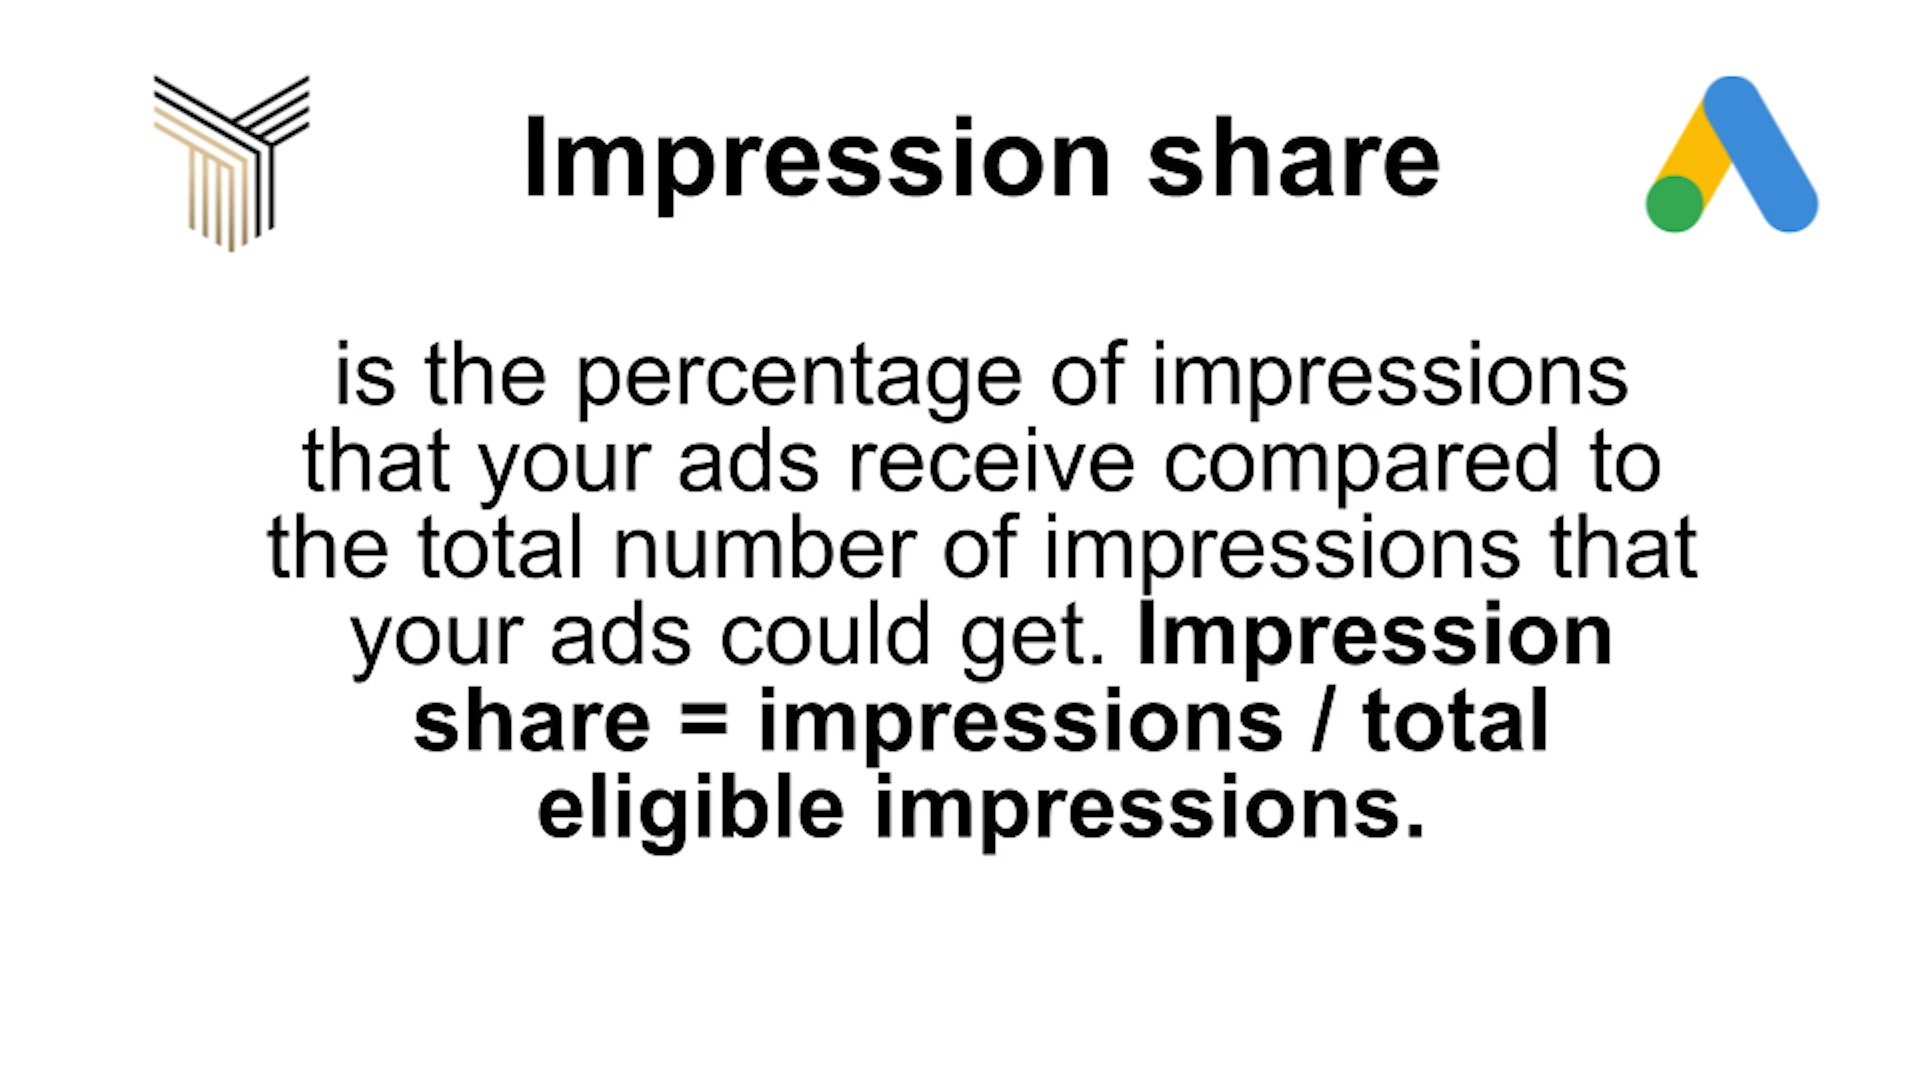 Impression share
is the percentage of impressions
that your ads receive compared to
the total number of impressions that
your ads could get. Impression
share = impressions / total
eligible impressions.